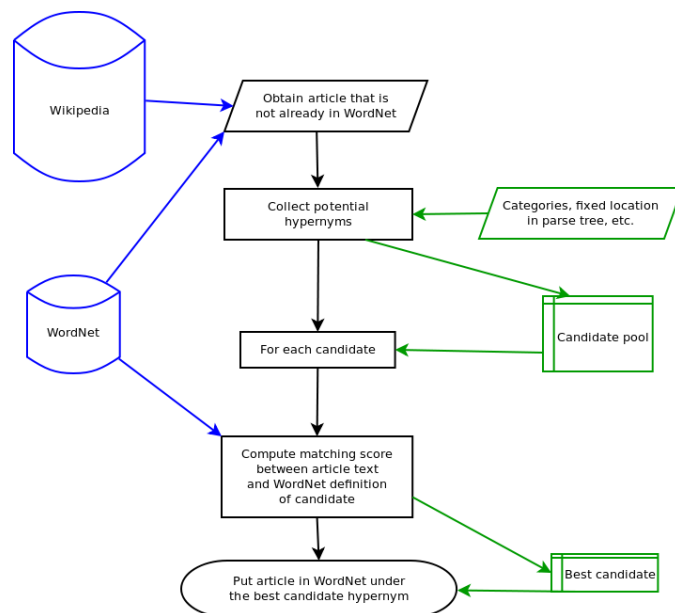 Wikipedia
Obtain article that is
not already in WordNet
Collect potential
hypernyms
Categories, fixed location
in parse tree, etc.
WordNet
For each candidate
Candidate pool
Compute matching score
between article text
and WordNet definition
of candidate
Put article in WordNet under
the best candidate hypernym
Best candidate